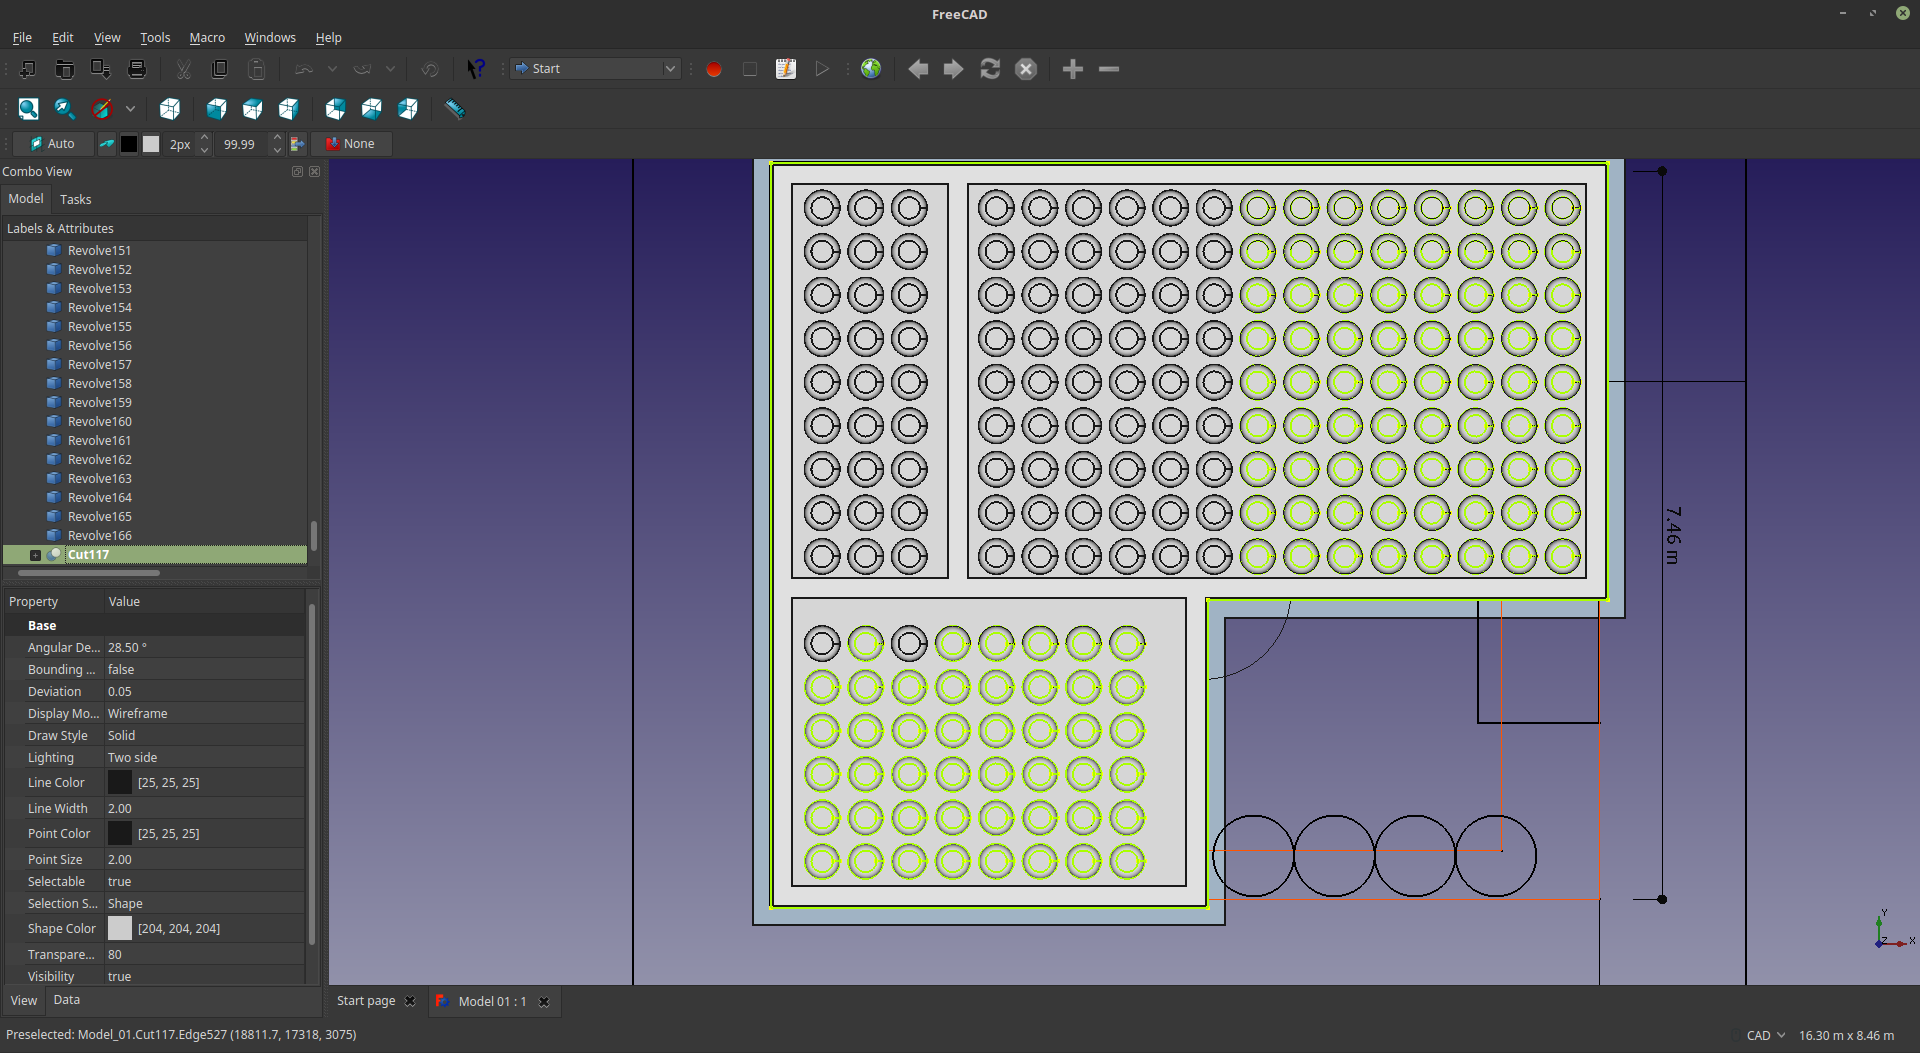 FreeCAD
File Edit View Tools Macro Windows Help
Start
Auto 2px 99.99 None
Combo View
Model Tasks
Labels & Attributes
Revolve151
Revolve152
Revolve153
Revolve154
Revolve155
Revolve156
Revolve157
Revolve158
Revolve159
Revolve160
Revolve161
Revolve162
Revolve163
Revolve164
Revolve165
Revolve166
Cut117
Property Value
Base
Angular De... 28.50 °
Bounding ... false
Deviation 0.05
Display Mo... Wireframe
Draw Style Solid
Lighting Two side
Line Color [25, 25, 25]
Line Width 2.00
Point Color [25, 25, 25]
Point Size 2.00
Selectable true
Selection S... Shape
Shape Color [204, 204, 204]
Transpare... 80
Visibility true
View Data
7.46 m
Y
Z X
Start page Model 01 : 1
Preselected: Model_01.Cut117.Edge527 (18811.7, 17318, 3075)
CAD 16.30 m x 8.46 m